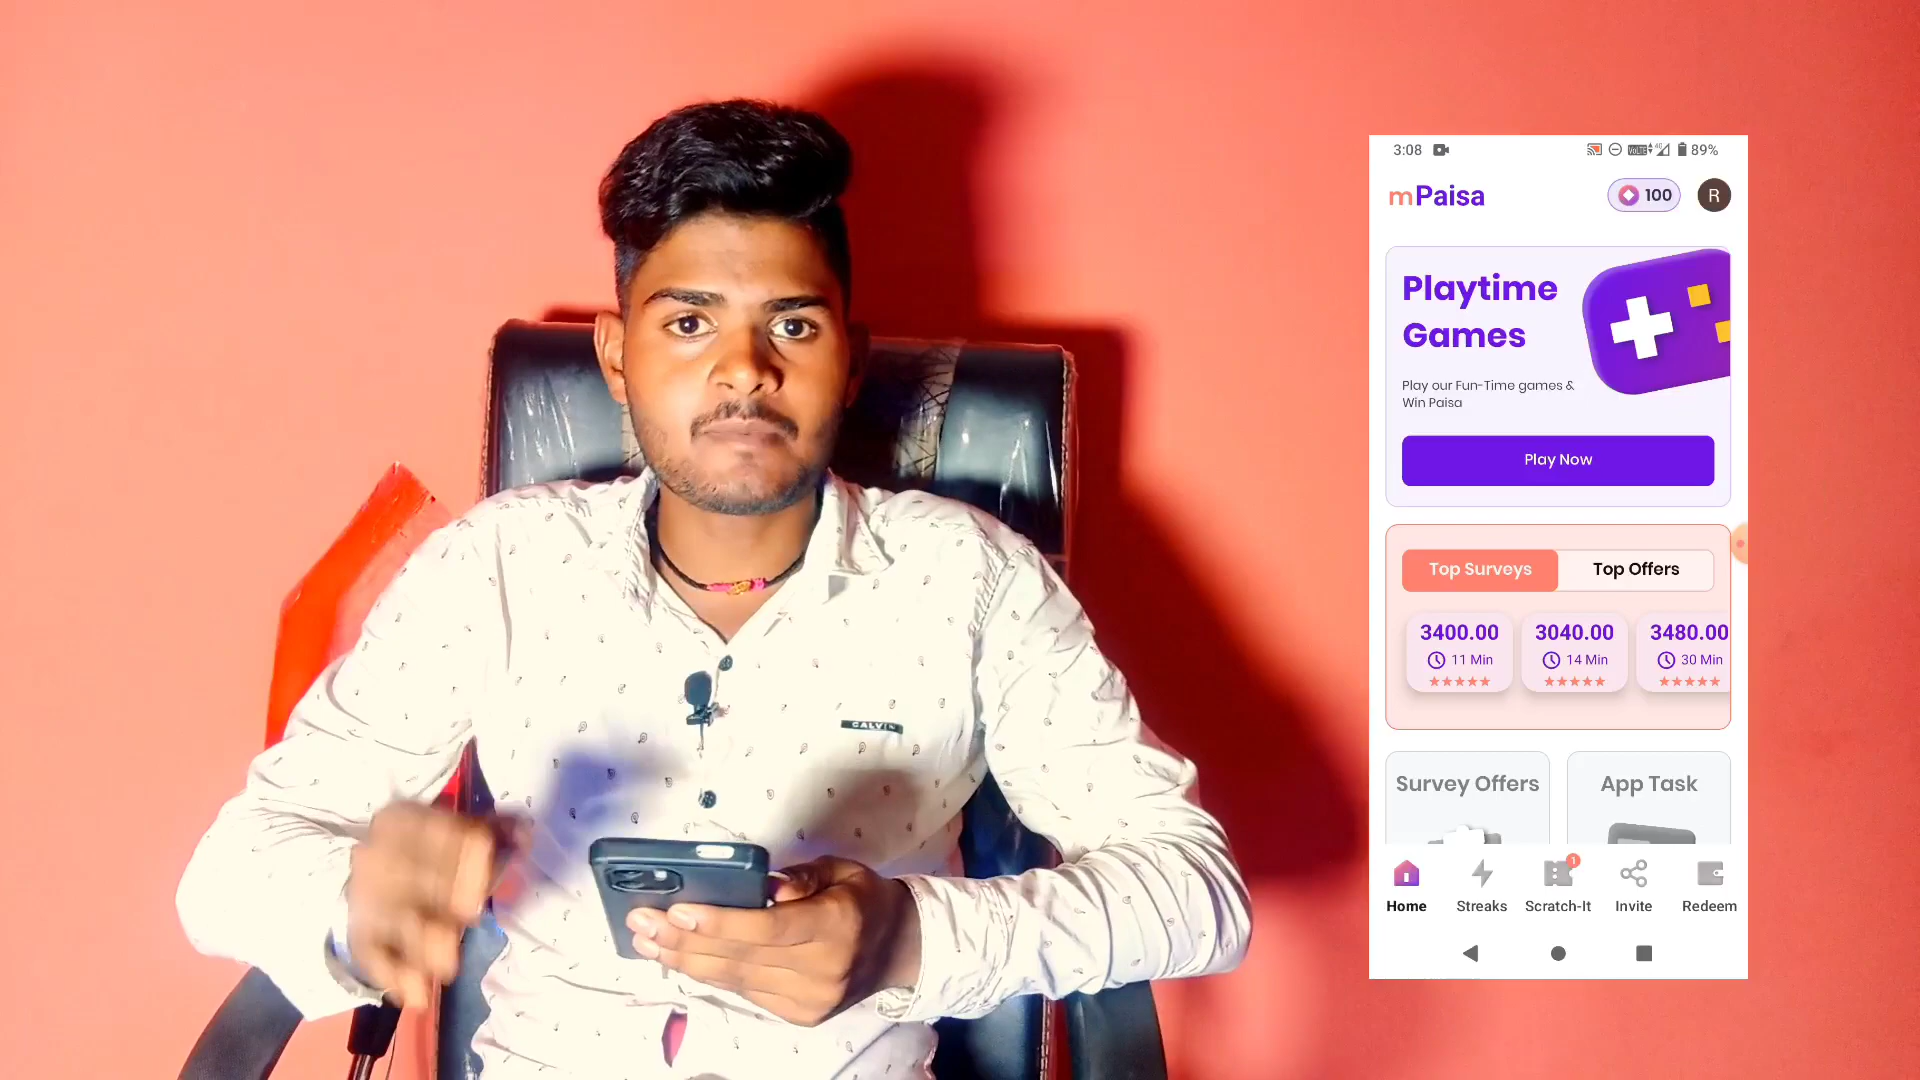 CALVIN
3:08 89%
mPaisa 100 R
Playtime
Games
Play our Fun-Time games &
Win Paisa
Play Now
Top Surveys Top Offers
3400.00 3040.00 3480.00
11 Min 14 Min 30 Min
Survey Offers App Task
1
Home Streaks Scratch-It Invite Redeem